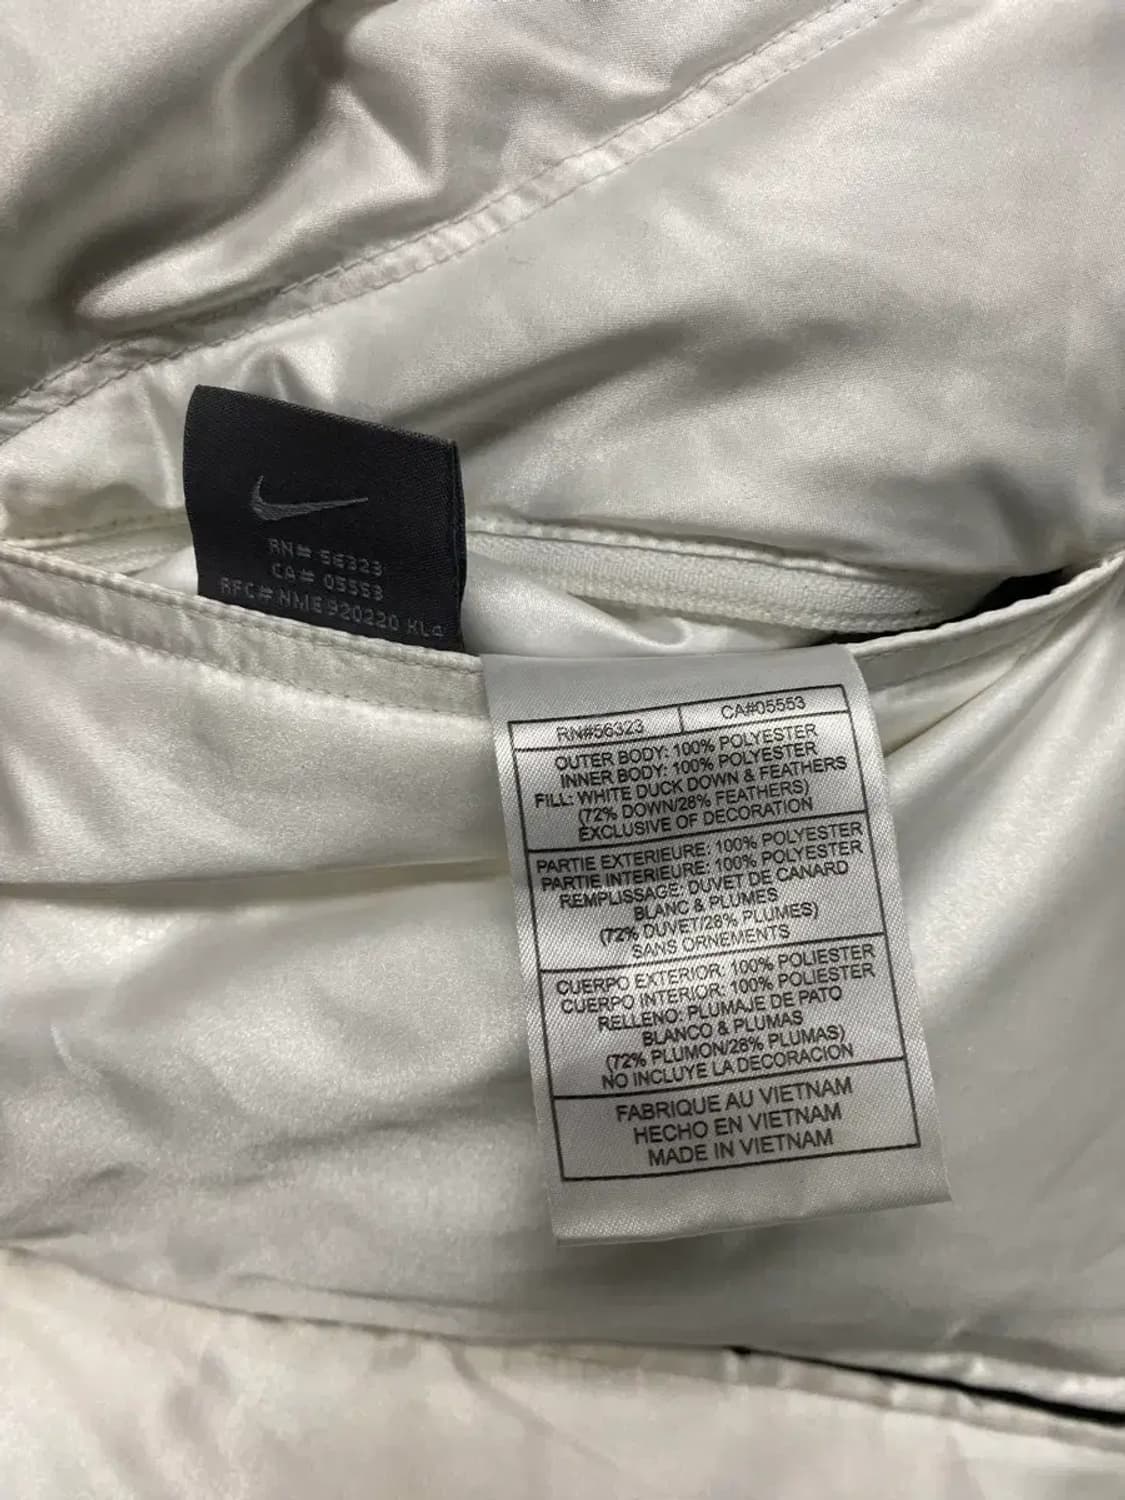 RN# 56323
CA# 05553
RFC# NME920220 KL
RN#56323
CA#05553
OUTER BODY: 100% POLYESTER
INNER BODY: 100% POLYESTER
FILL: WHITE DUCK DOWN & FEATHERS
(72% DOWN/28% FEATHERS)
EXCLUSIVE OF DECORATION
PARTIE EXTERIEURE: 100% POLYESTER
PARTIE INTERIEURE: 100% POLYESTER
REMPLISSAGE: DUVET DE CANARD
BLANC & PLUMES
(72% DUVET/28% PLUMES)
SANS ORNEMENTS
CUERPO EXTERIOR: 100% POLIESTER
CUERPO INTERIOR: 100% POLIESTER
RELLENO: PLUMAJE DE PATO
BLANCO & PLUMAS
(72% PLUMON/28% PLUMAS)
NO INCLUYE LA DECORACION
FABRIQUE AU VIETNAM
HECHO EN VIETNAM
MADE IN VIETNAM